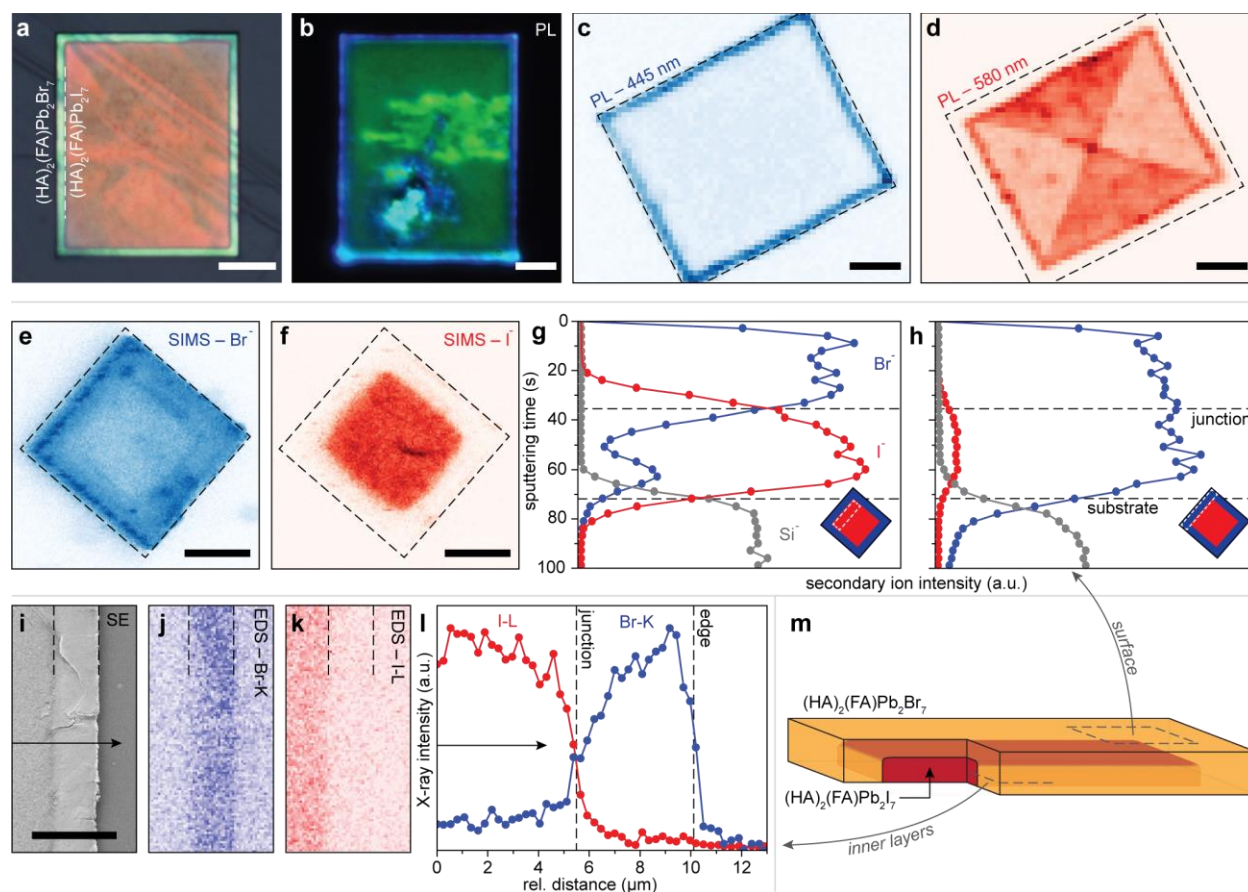 a
(HA)2(FA)Pb2Br7
(HA)2(FA)Pb2I7
b
PL
c
PL – 445 nm
d
PL – 580 nm
e
SIMS – Br-
f
SIMS – I-
g
0
20
40
60
80
100
sputtering time (s)
Br-
I-
Si-
h
junction
substrate
secondary ion intensity (a.u.)
i
SE
j
EDS – Br-K
k
EDS – I-L
l
I-L
junction
Br-K
edge
X-ray intensity (a.u.)
0 2 4 6 8 10 12
rel. distance (µm)
m
surface
(HA)2(FA)Pb2Br7
(HA)2(FA)Pb2I7
inner layers